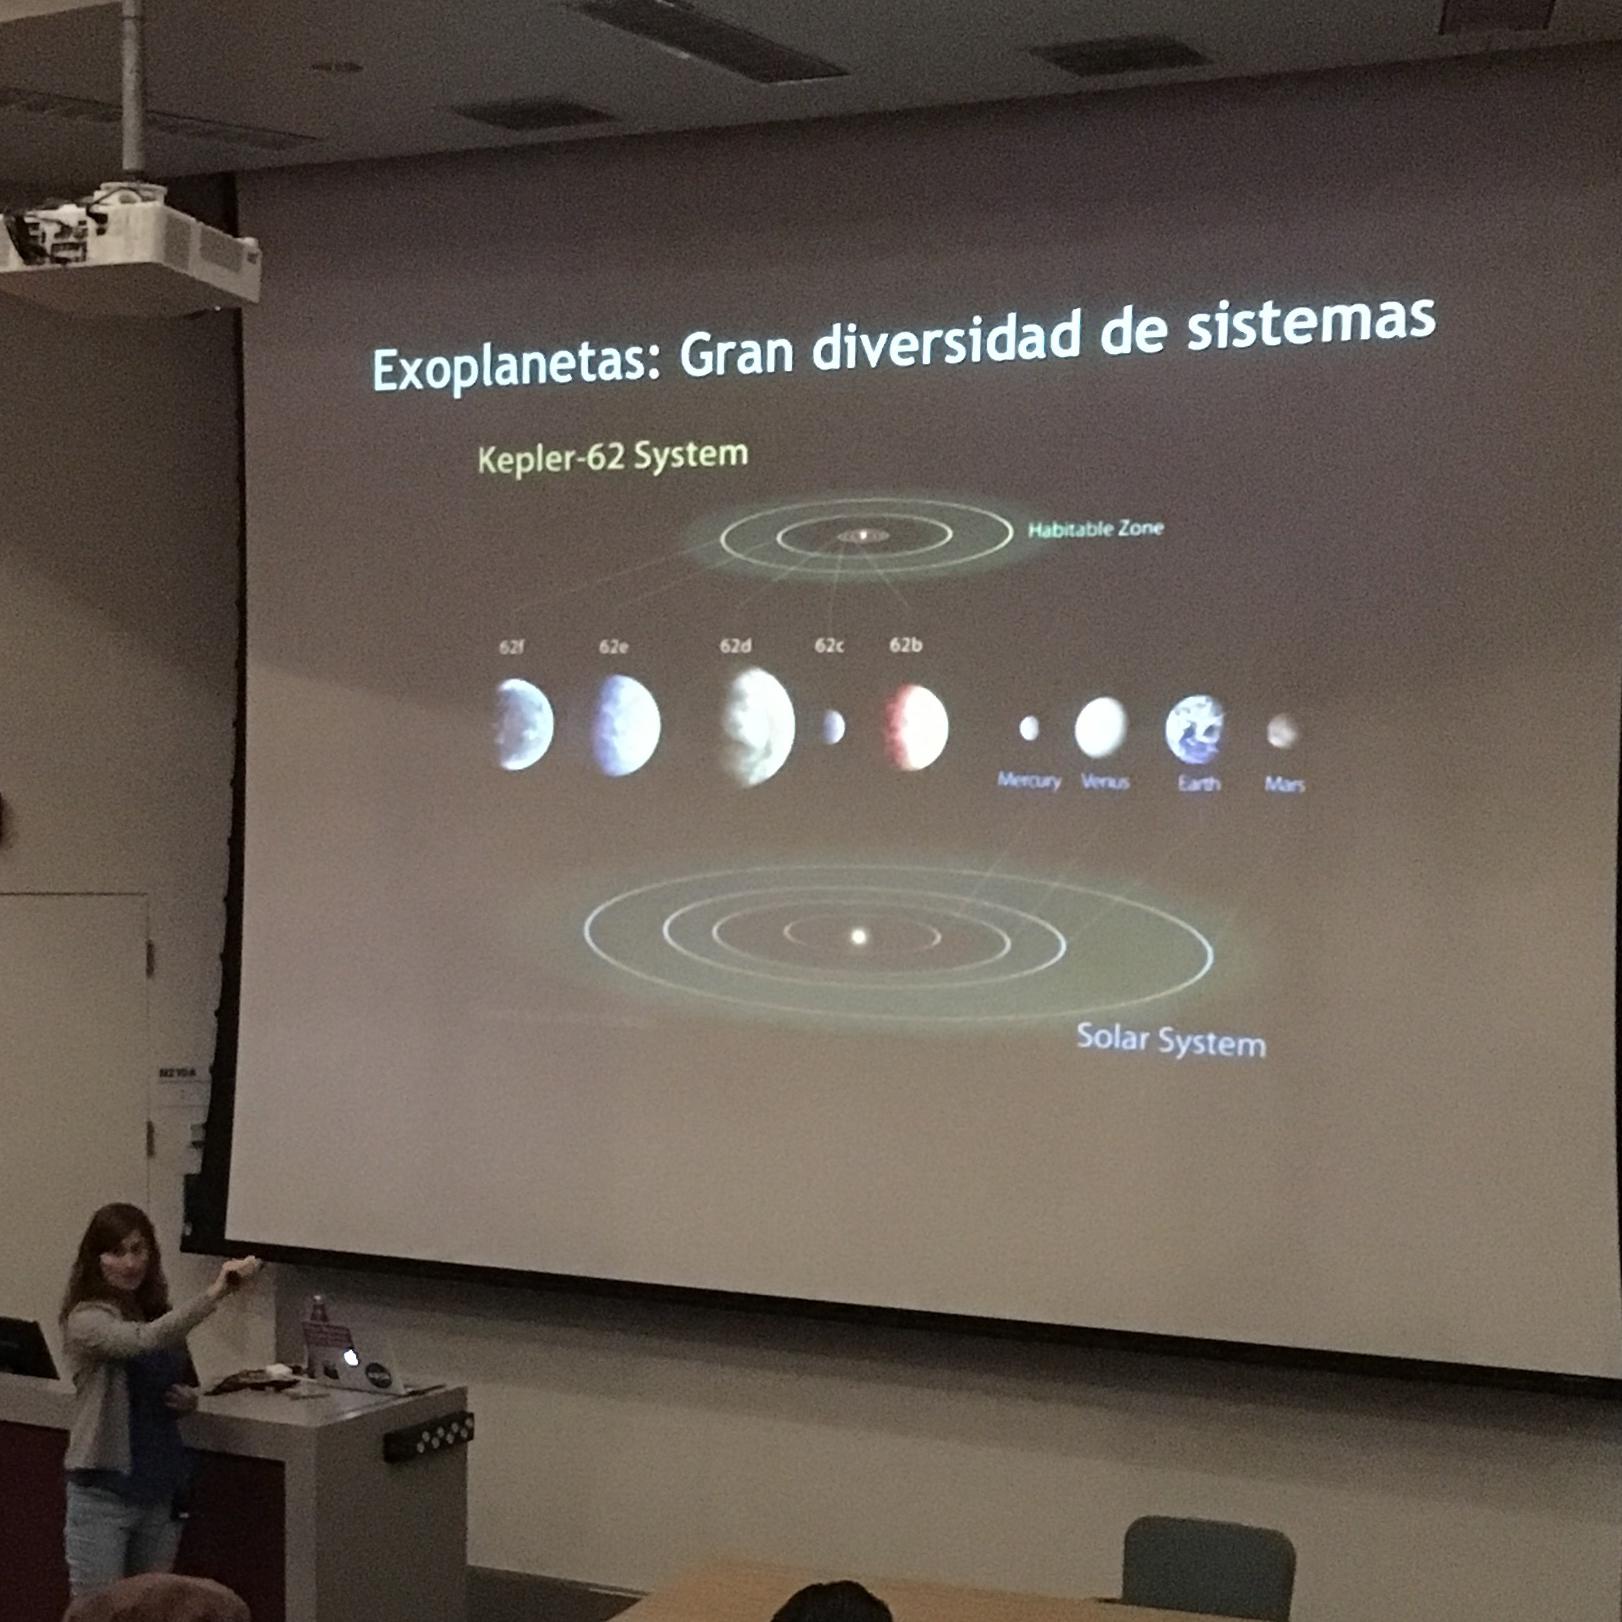 Exoplanetas: Gran diversidad de sistemas
Kepler-62 System
Habitable Zone
62f 62e 62d 62c 62b
Mercury Venus Earth Mars
Solar System
N210A